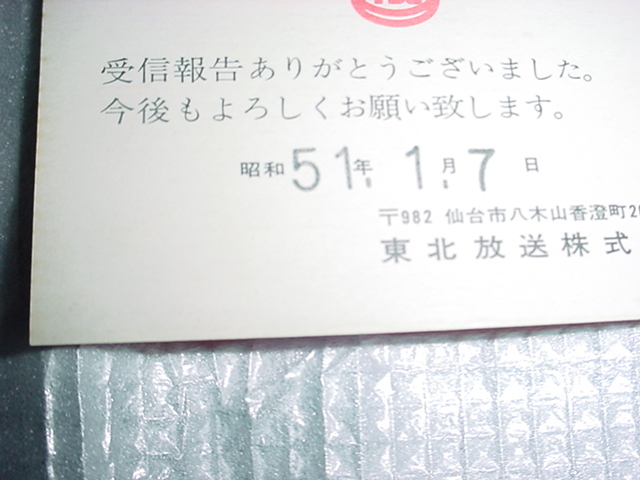 受信報告ありがとうございました。
今後もよろしくお願い致します。
昭和51年1月7日
〒982 仙台市八木山香澄町2
東北放送株式